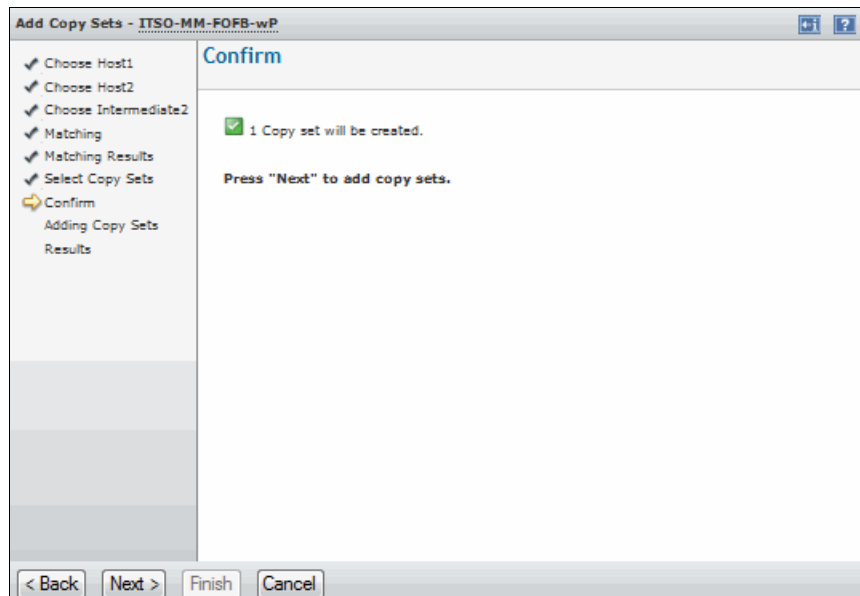 Add Copy Sets - ITSO-MM-FOFB-wP
Choose Host1
Choose Host2
Choose Intermediate2
Matching
Matching Results
Select Copy Sets
Confirm
Adding Copy Sets
Results
Confirm
1 Copy set will be created.
Press "Next" to add copy sets.
< Back Next > Finish Cancel